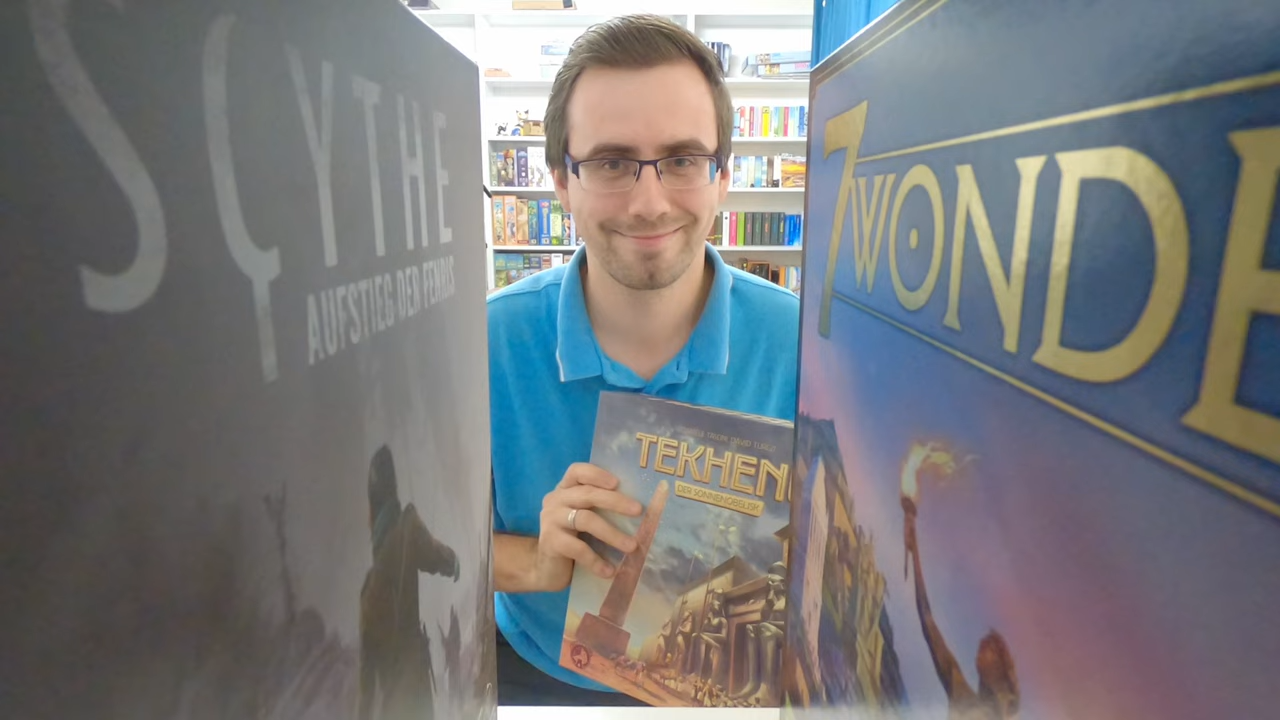 SCYTHE
AUFSTIEG DER FENRIS
TEKHEN
DER SONNENOBELISK
7 WONDE